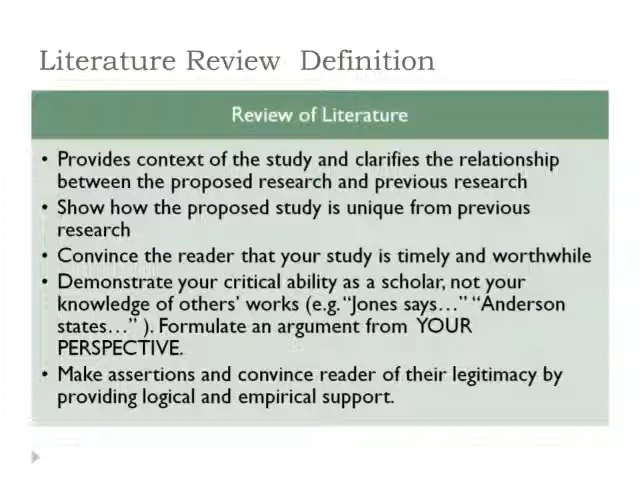 Literature Review  Definition
Review of Literature
• Provides context of the study and clarifies the relationship
between the proposed research and previous research
• Show how the proposed study is unique from previous
research
• Convince the reader that your study is timely and worthwhile
• Demonstrate your critical ability as a scholar, not your
knowledge of others’ works (e.g. “Jones says…” “Anderson
states…” ). Formulate an argument from  YOUR
PERSPECTIVE.
• Make assertions and convince reader of their legitimacy by
providing logical and empirical support.